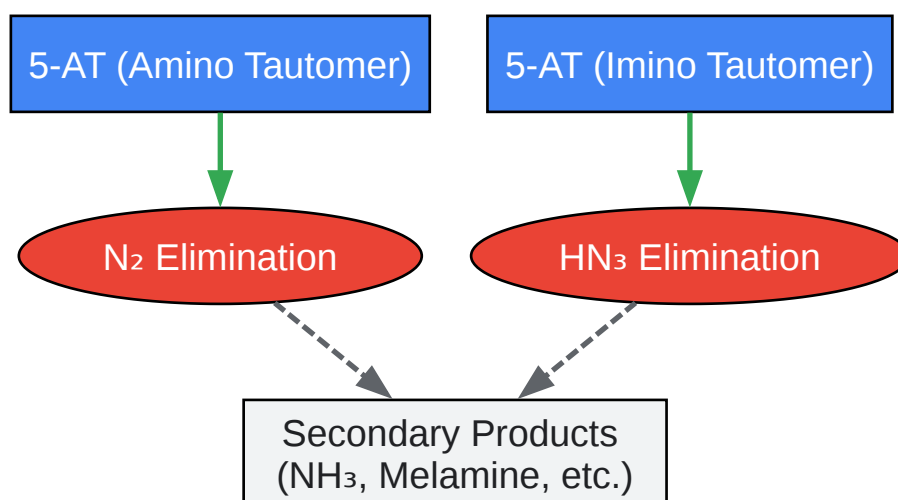 5-AT (Amino Tautomer)
5-AT (Imino Tautomer)
N₂ Elimination
HN₃ Elimination
Secondary Products
(NH₃, Melamine, etc.)